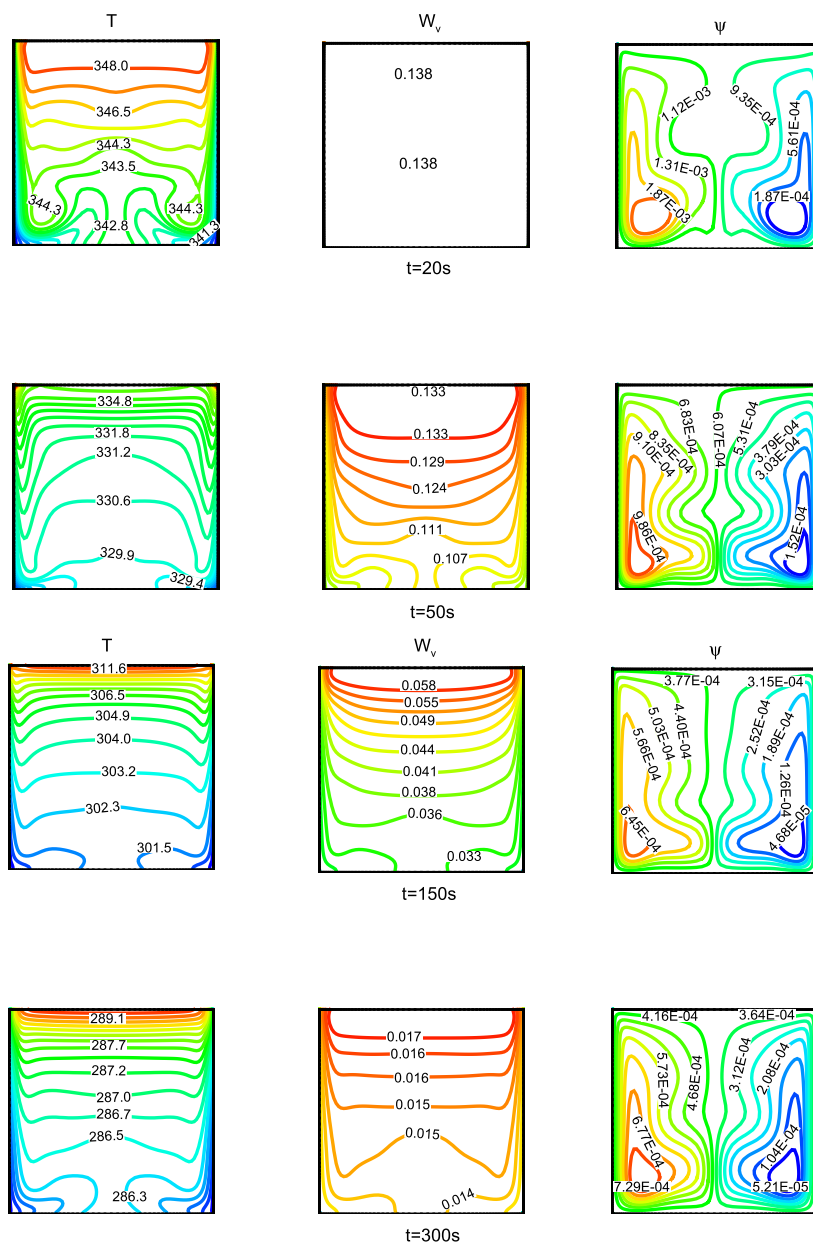 T
W_v
ψ
348.0
346.5
344.3
343.5
344.3
344.3
342.8
341.3
0.138
0.138
1.12E-03
9.35E-04
5.61E-04
1.31E-03
1.87E-03
1.87E-04
t=20s
334.8
331.8
331.2
330.6
329.9
329.4
0.133
0.133
0.129
0.124
0.111
0.107
6.83E-04
6.07E-04
5.31E-04
8.35E-04
9.10E-04
3.79E-04
3.03E-04
9.86E-04
1.52E-04
t=50s
T
W_v
ψ
311.6
306.5
304.9
304.0
303.2
302.3
301.5
0.058
0.055
0.049
0.044
0.041
0.038
0.036
0.033
3.77E-04
3.15E-04
4.40E-04
5.03E-04
5.66E-04
2.52E-04
1.89E-04
1.26E-04
6.45E-04
4.68E-05
t=150s
289.1
287.7
287.2
287.0
286.7
286.5
286.3
0.017
0.016
0.016
0.015
0.015
0.014
4.16E-04
3.64E-04
5.73E-04
4.68E-04
3.12E-04
2.08E-04
6.77E-04
1.04E-04
7.29E-04
5.21E-05
t=300s